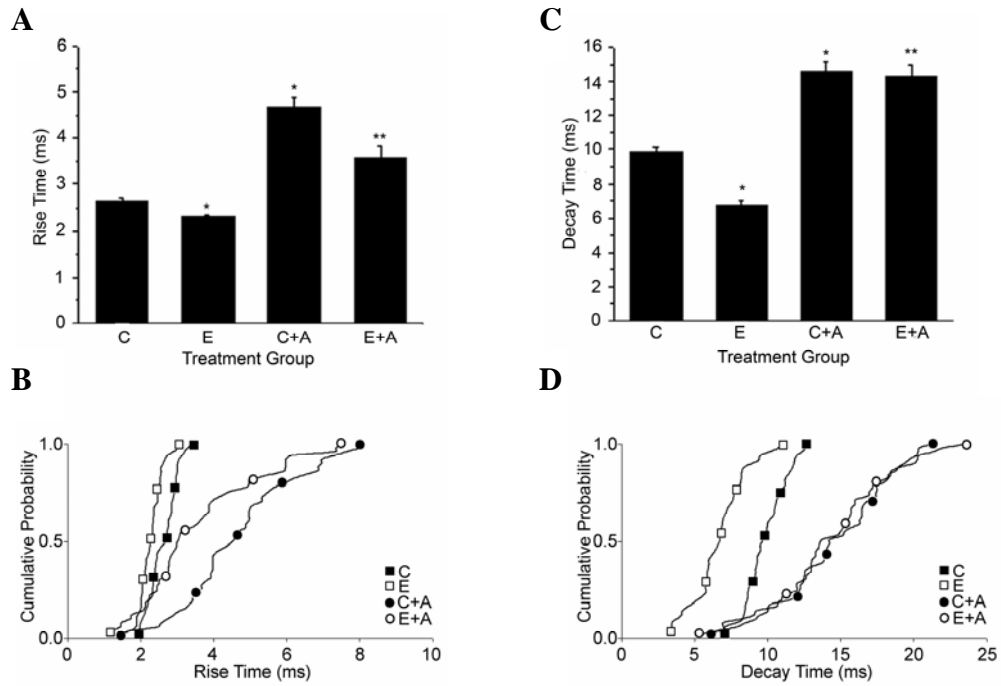 A
6
5
4
3
2
1
0
Rise Time (ms)
*
*
**
C E C+A E+A
Treatment Group
C
16
14
12
10
8
6
4
2
0
Decay Time (ms)
*
*
**
C E C+A E+A
Treatment Group
B
1.0
0.5
0.0
Cumulative Probability
C
E
C+A
E+A
0 2 4 6 8 10
Rise Time (ms)
D
1.0
0.5
0.0
Cumulative Probability
C
E
C+A
E+A
0 5 10 15 20 25
Decay Time (ms)